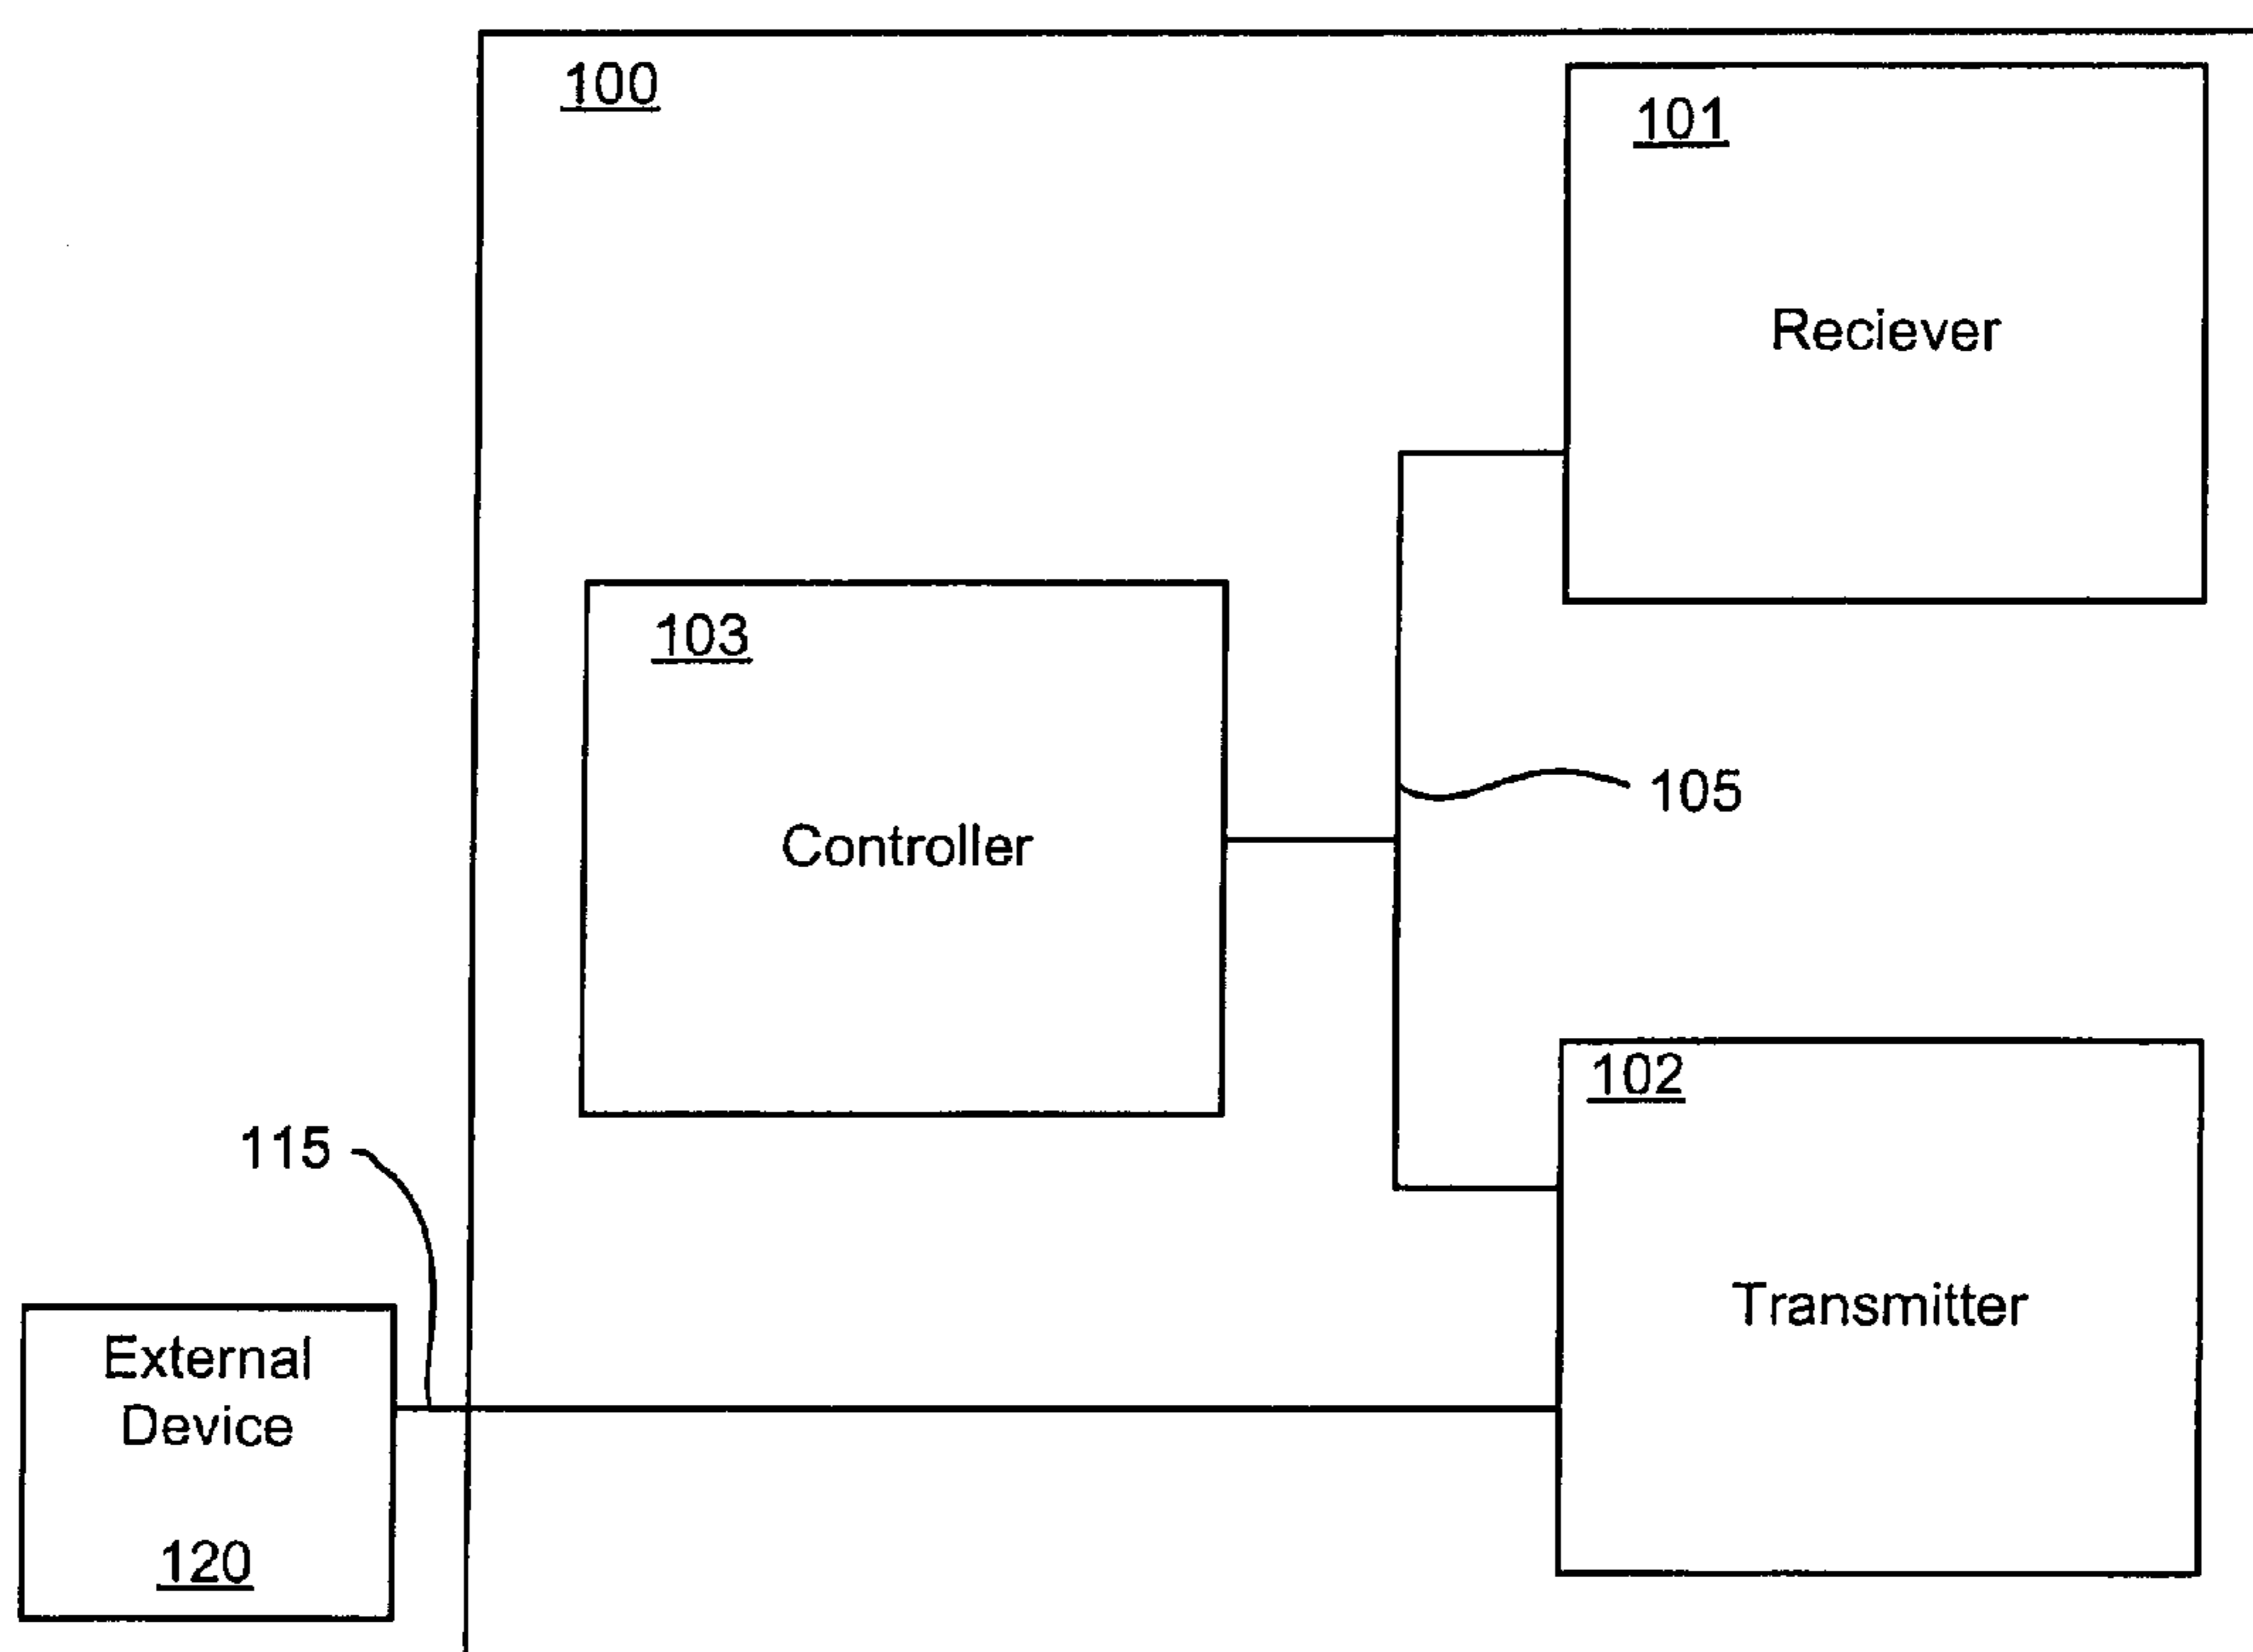 100
101
Reciever
103
Controller
105
102
Transmitter
115
External
Device
120